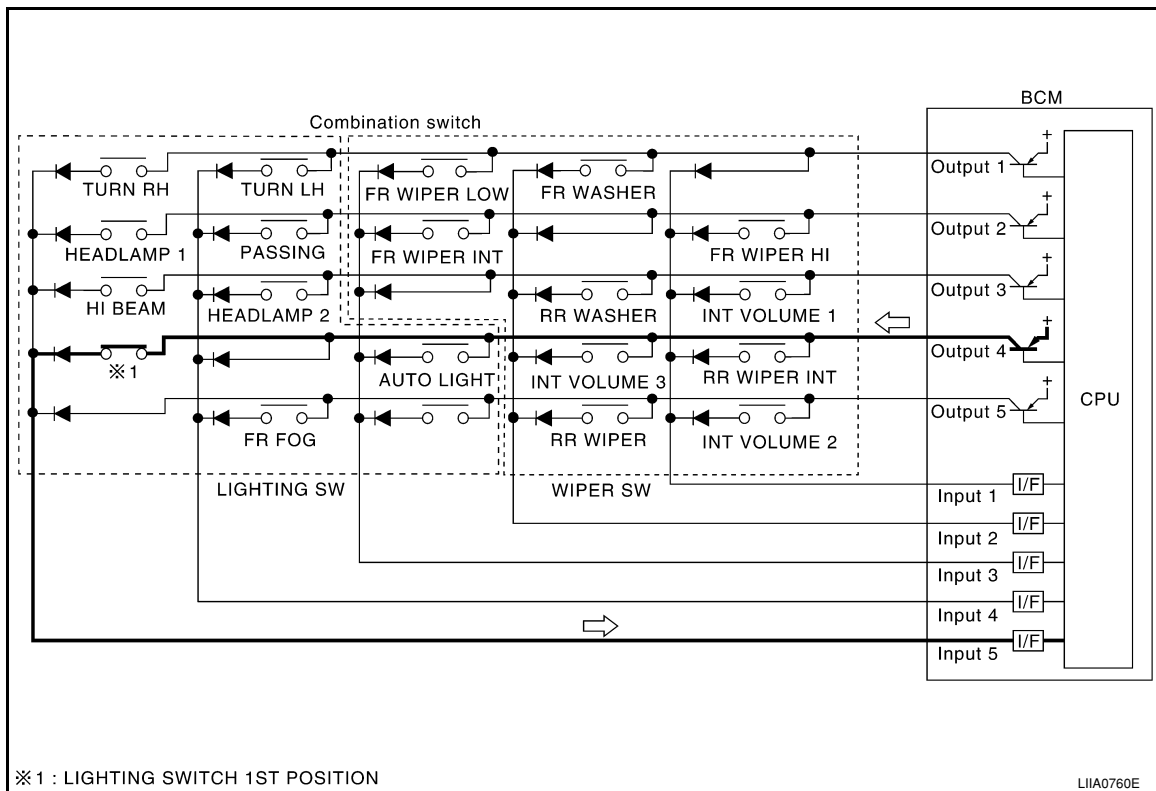 BCM
Combination switch
TURN RH
TURN LH
FR WIPER LOW
FR WASHER
Output 1
+
HEADLAMP 1
PASSING
FR WIPER INT
FR WIPER HI
Output 2
+
HI BEAM
HEADLAMP 2
RR WASHER
INT VOLUME 1
Output 3
+
※1
AUTO LIGHT
INT VOLUME 3
RR WIPER INT
Output 4
+
CPU
FR FOG
RR WIPER
INT VOLUME 2
Output 5
+
LIGHTING SW
WIPER SW
Input 1
I/F
Input 2
I/F
Input 3
I/F
Input 4
I/F
Input 5
I/F
※1 : LIGHTING SWITCH 1ST POSITION
LIIA0760E